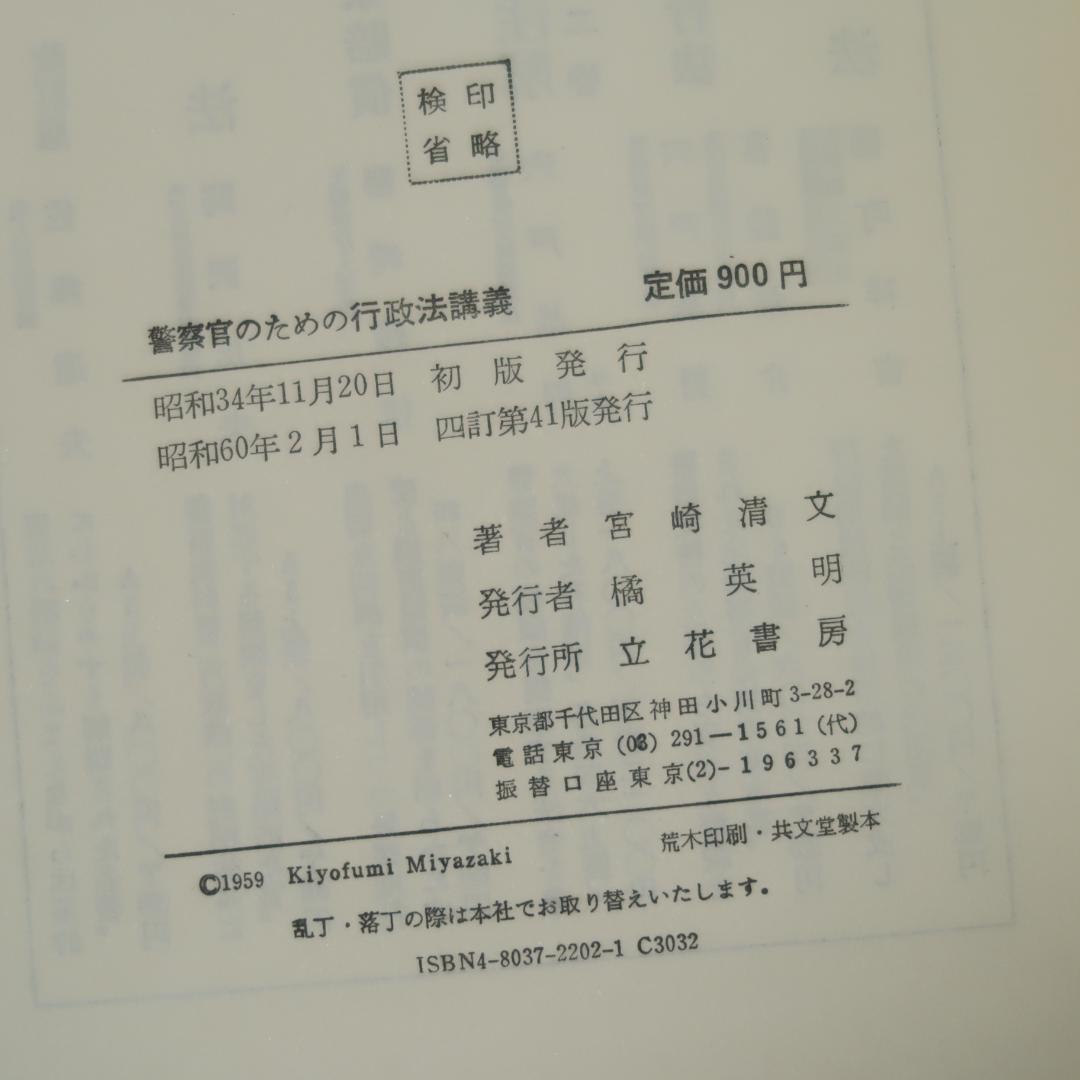 検印
省略
警察官のための行政法講義 定価900円
昭和34年11月20日 初版発行
昭和60年2月1日 四訂第41版発行
著者 宮崎清文
発行者 橘英明
発行所 立花書房
東京都千代田区神田小川町3-28-2
電話東京(03)291―1561(代)
振替口座東京(2)-196337
荒木印刷・共文堂製本
©1959 Kiyofumi Miyazaki
乱丁・落丁の際は本社でお取り替えいたします。
ISBN4-8037-2202-1 C3032